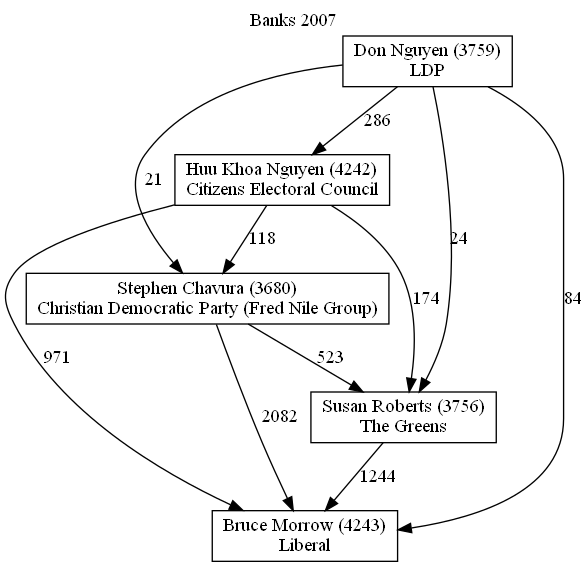 Banks 2007
Don Nguyen (3759)
LDP
286
Huu Khoa Nguyen (4242)
Citizens Electoral Council
21
118
24
Stephen Chavura (3680)
Christian Democratic Party (Fred Nile Group)
174
84
971
523
Susan Roberts (3756)
The Greens
2082
1244
Bruce Morrow (4243)
Liberal